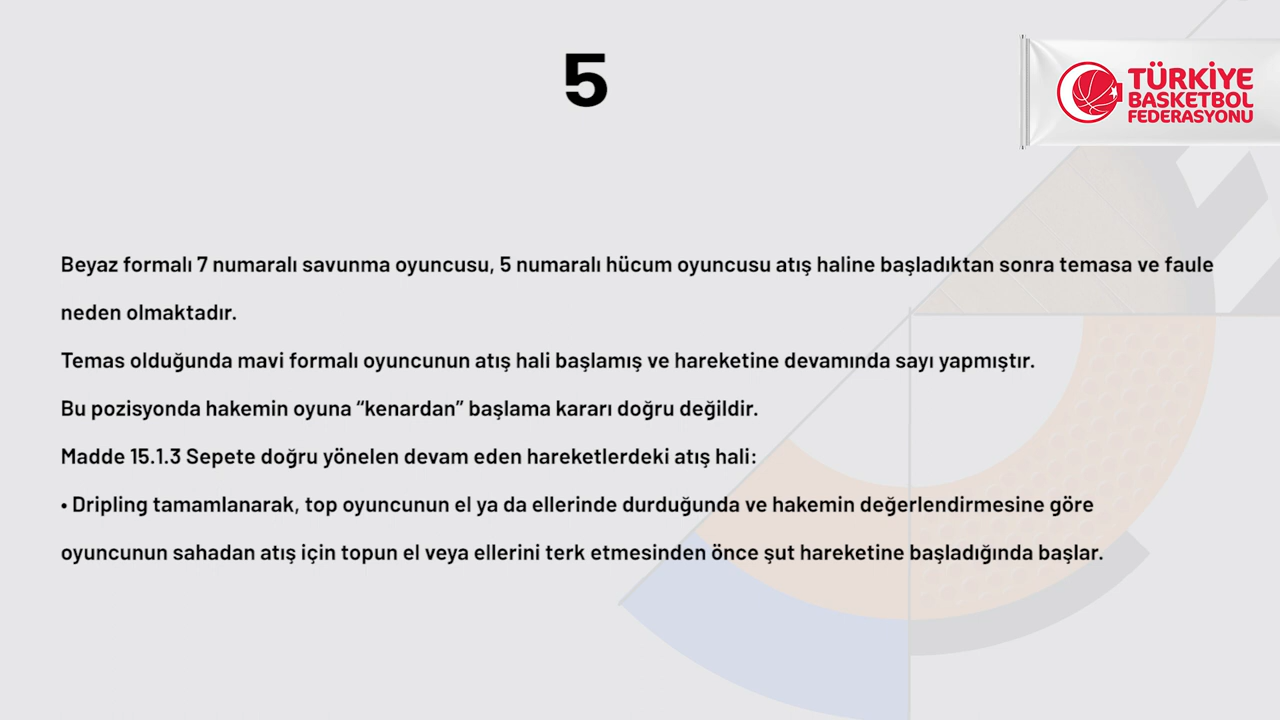 5
TÜRKİYE
BASKETBOL
FEDERASYONU
Beyaz formalı 7 numaralı savunma oyuncusu, 5 numaralı hücum oyuncusu atış haline başladıktan sonra temasa ve faule
neden olmaktadır.
Temas olduğunda mavi formalı oyuncunun atış hali başlamış ve hareketine devamında sayı yapmıştır.
Bu pozisyonda hakemin oyuna “kenardan” başlama kararı doğru değildir.
Madde 15.1.3 Sepete doğru yönelen devam eden hareketlerdeki atış hali:
• Dripling tamamlanarak, top oyuncunun el ya da ellerinde durduğunda ve hakemin değerlendirmesine göre
oyuncunun sahadan atış için topun el veya ellerini terk etmesinden önce şut hareketine başladığında başlar.